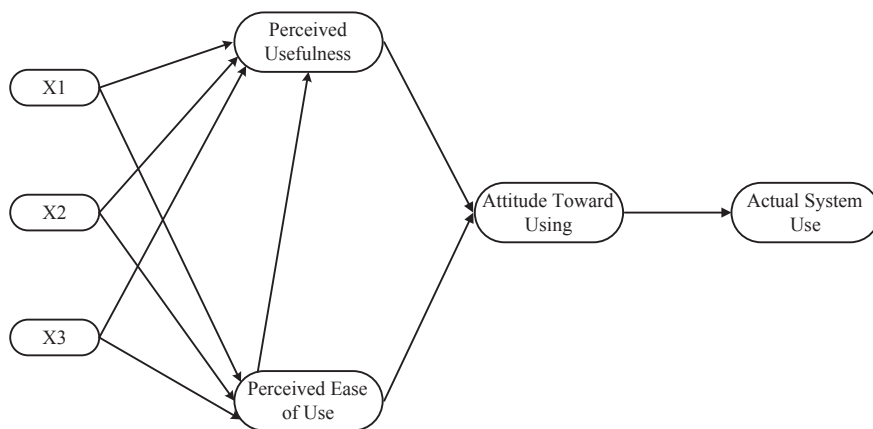 Perceived
Usefulness
X1
X2
Attitude Toward
Using
Actual System
Use
X3
Perceived Ease
of Use